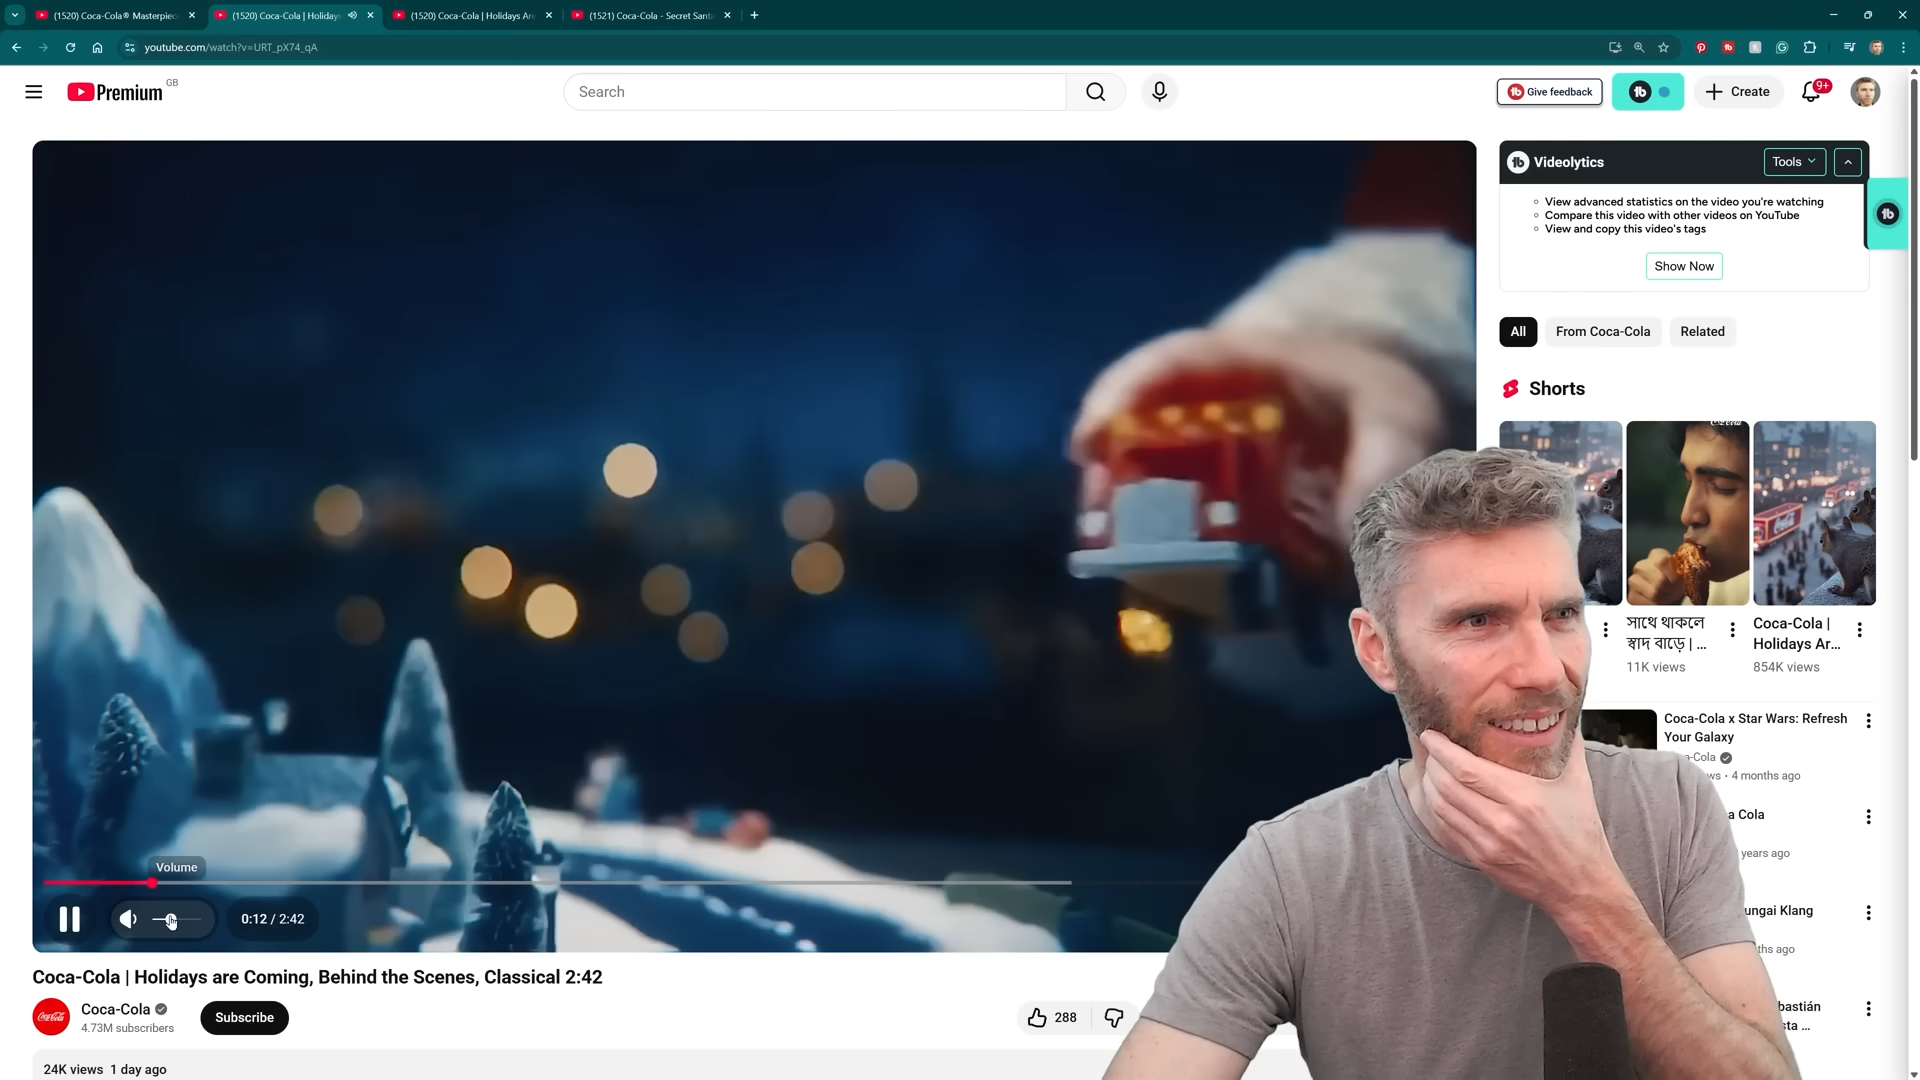 (1520) Coca-Cola® Masterpiec
(1520) Coca-Cola | Holidays
(1520) Coca-Cola | Holidays Are
(1521) Coca-Cola - Secret Santa
youtube.com/watch?v=URT_pX74_qA
Premium GB
Search
Give feedback
Create
9+
Videolytics
Tools
View advanced statistics on the video you're watching
Compare this video with other videos on YouTube
View and copy this video's tags
Show Now
All
From Coca-Cola
Related
Shorts
সাথে থাকলে
স্বাদ বাড়ে | ...
11K views
Coca-Cola |
Holidays Ar...
854K views
Coca-Cola x Star Wars: Refresh
Your Galaxy
a-Cola
ws • 4 months ago
a Cola
years ago
ungai Klang
ths ago
bastián
sta ...
Volume
0:12 / 2:42
Coca-Cola | Holidays are Coming, Behind the Scenes, Classical 2:42
Coca-Cola
4.73M subscribers
Subscribe
288
24K views 1 day ago